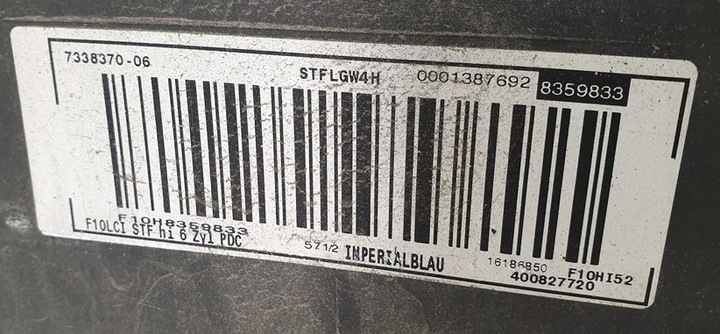 7338370-06 STFLGW4H 0001387692 8359833
F10H8359833
F10LCI STF hi 6 Zyl PDC 571/2 IMPERIALBLAU 16186850 F10HI52
400827720